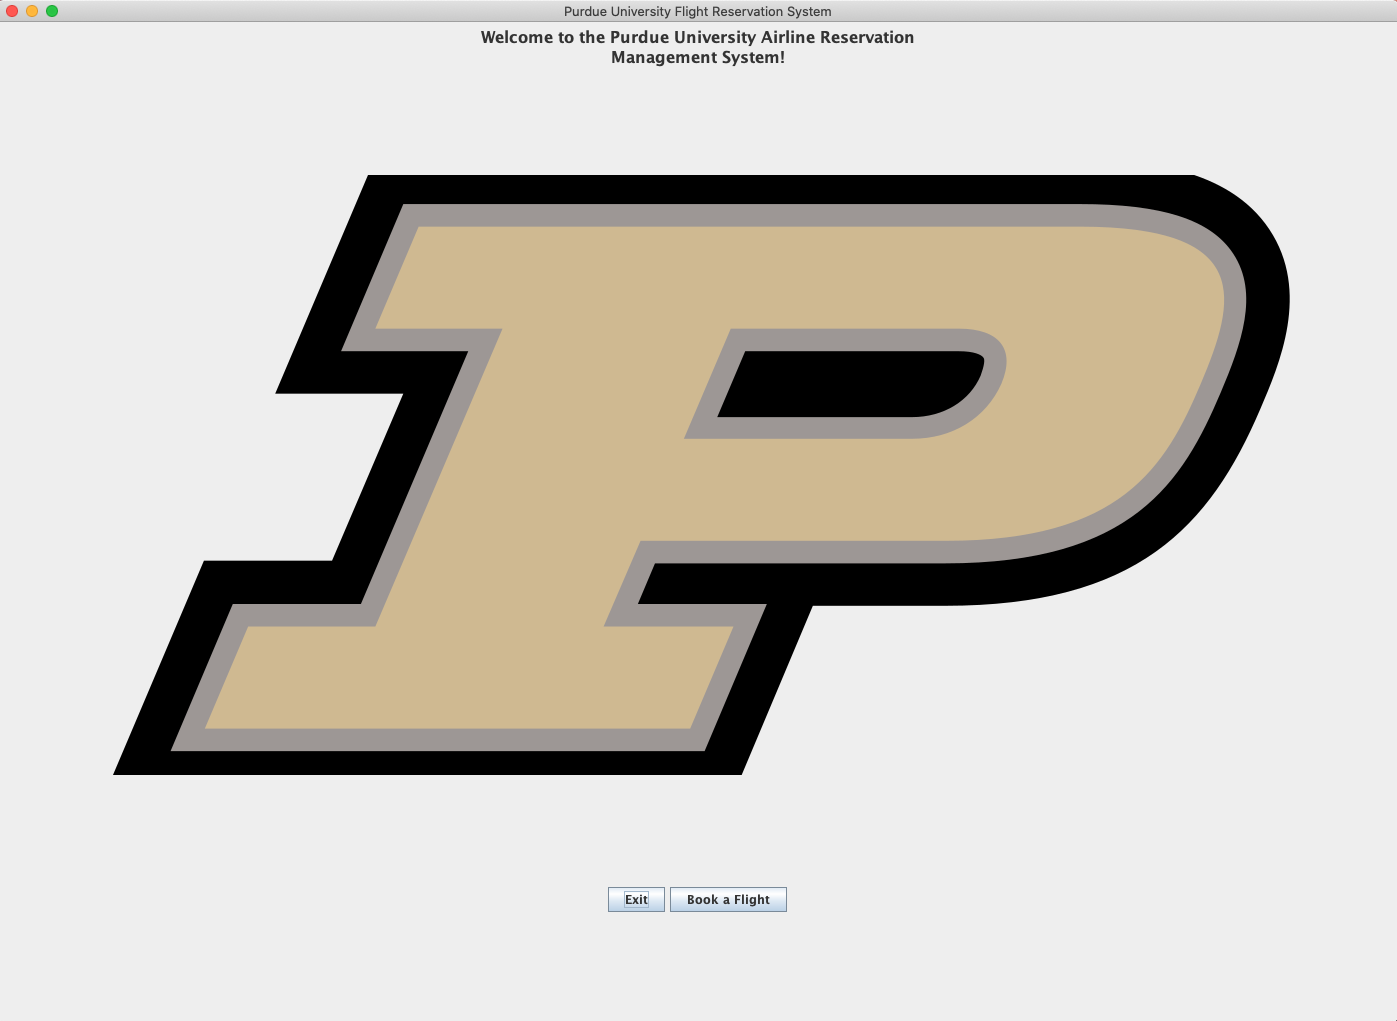 Purdue University Flight Reservation System
Welcome to the Purdue University Airline Reservation
Management System!
P
Exit
Book a Flight